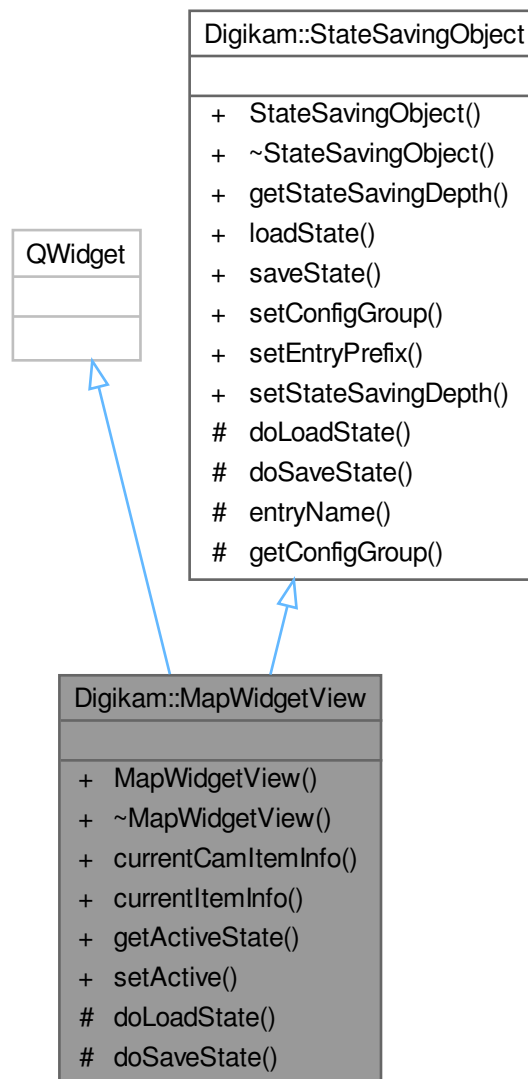 Digikam::StateSavingObject
+ StateSavingObject()
+ ~StateSavingObject()
+ getStateSavingDepth()
+ loadState()
+ saveState()
+ setConfigGroup()
+ setEntryPrefix()
+ setStateSavingDepth()
# doLoadState()
# doSaveState()
# entryName()
# getConfigGroup()
QWidget
Digikam::MapWidgetView
+ MapWidgetView()
+ ~MapWidgetView()
+ currentCamItemInfo()
+ currentItemInfo()
+ getActiveState()
+ setActive()
# doLoadState()
# doSaveState()